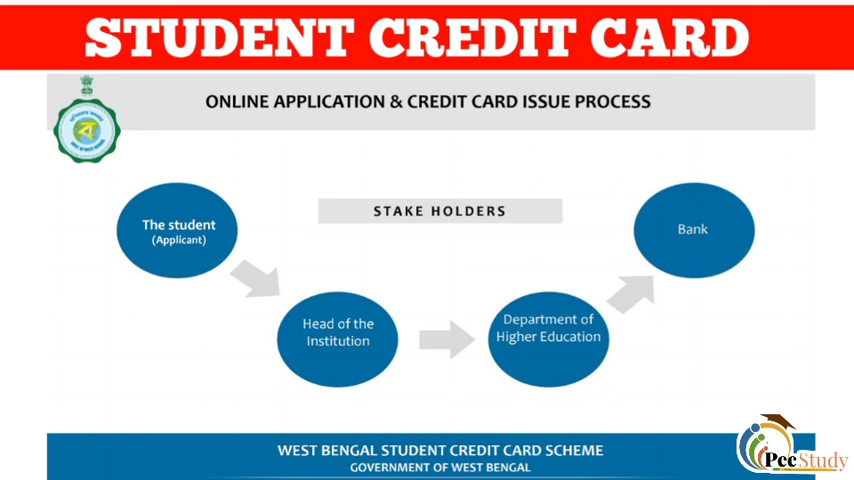 STUDENT CREDIT CARD
ONLINE APPLICATION & CREDIT CARD ISSUE PROCESS
STAKE HOLDERS
The student
(Applicant)
Head of the
Institution
Department of
Higher Education
Bank
WEST BENGAL STUDENT CREDIT CARD SCHEME
GOVERNMENT OF WEST BENGAL
PccStudy